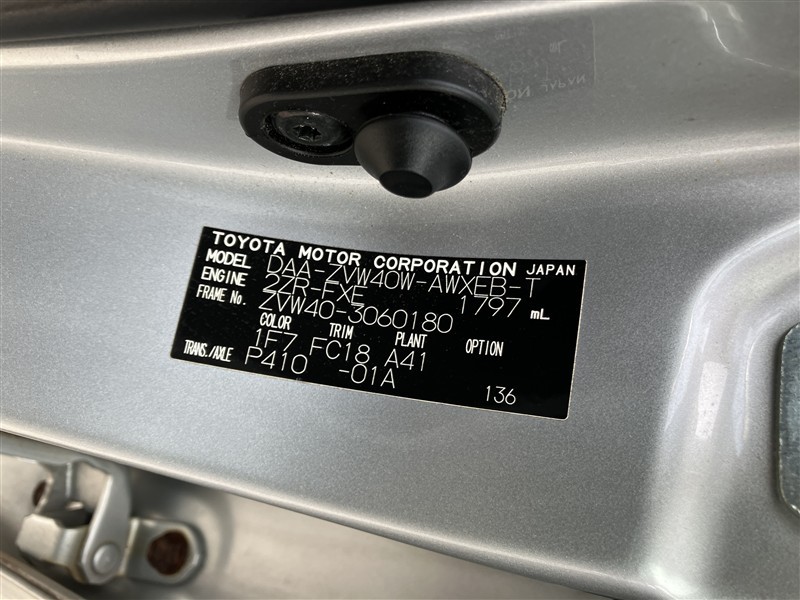 TOYOTA MOTOR CORPORATION JAPAN
MODEL DAA-ZVW40W-AWXEB-T
ENGINE 2ZR-FXE 1797 mL
FRAME No. ZVW40-3060180
COLOR TRIM PLANT OPTION
1F7 FC18 A41
TRANS./AXLE P410 -01A
136